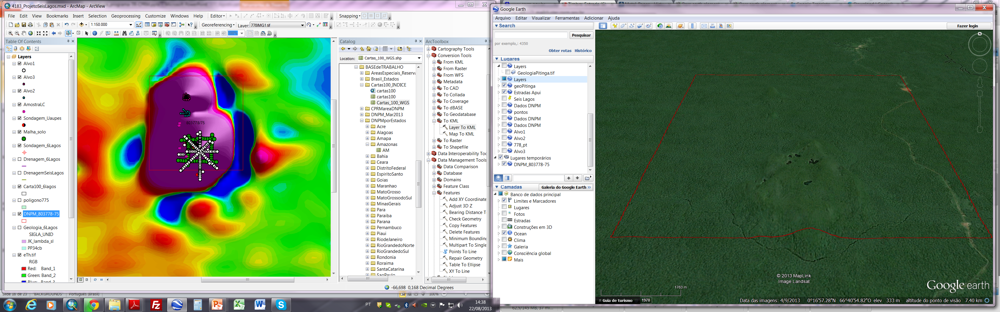 4183_ProjetoSeisLagos.mxd - ArcMap - ArcView
File Edit View Bookmarks Insert Selection Geoprocessing Customize Windows Help Editor Snapping
1:150.000 Georeferencing Layer: 778IMG1.tif
100%
Table Of Contents
Layers
Alvo1
Alvo3
Alvo2
AmostraLC
Sondagem_Uaupes
Malha_solo
Sondagem_6Lagos
Drenagem_6Lagos
DrenagemSeisLagos
Carta100_6lagos
poligono775
DNPM_803778-75
Geologia_6Lagos
SIGLA_UNID
JK_lambda_sl
PP34cb
eTh.tif
RGB
Red: Band_1
Green: Band_2
Blue: Band_3
803778/75
Catalog
Location: Cartas_100_WGS.shp
BASEdeTRABALHO
AreasEspeciais_Reserva
Brasil_Estados
Cartas100_INDICE
cartas100
cartas100
Cartas_100_WGS
CPRMareaDNPM
DNPM_Mar2013
DNPMporEstados
Acre
Alagoas
Amapa
Amazonas
AM
Bahia
Ceara
DistritoFederal
EspiritoSanto
Goias
Maranhao
MatoGrosso
MatoGrossodoSul
MinasGerais
Para
Paraiba
Parana
Pernambuco
Piaui
RiodeJaneiro
RioGrandedoNorte
RioGrandedoSul
Rondonia
Roraima
SantaCatarina
SaoPaulo
ArcToolbox
Cartography Tools
Conversion Tools
From KML
From Raster
From WFS
Metadata
To CAD
To Collada
To Coverage
To dBASE
To Geodatabase
To KML
Layer To KML
Map To KML
To Raster
To Shapefile
Data Interoperability Too
Data Management Tools
Data Comparison
Database
Domains
Feature Class
Features
Add XY Coordinate
Adjust 3D Z
Bearing Distance T
Check Geometry
Copy Features
Delete Features
Minimum Bounding
Multipart To Single
Points To Line
Repair Geometry
Table To Ellipse
XY To Line
-66,698 0,168 Decimal Degrees
Slide 16 de 23 BACKGROUNDS Português (Brasil) 100%
PT
14:38
22/08/2013
Google Earth
Arquivo Editar Visualizar Ferramentas Adicionar Ajuda
Search
Pesquisar
por exemplo,: 4350
Obter rotas Histórico
Lugares
Layers
GeologiaPitinga.tif
Layers
geoPitinga
Estradas Apui
Seis Lagos
Dados DNPM
pontos
Dados DNPM
Dados DNPM
Alvo1
Alvo2
778_pt
Alvo3
Lugares temporários
DNPM_803778-75
Camadas Galeria do Google Earth
Banco de dados principal
Limites e Marcadores
Lugares
Fotos
Estradas
Construções em 3D
Ocean
Clima
Galeria
Consciência global
Mais
Fazer login
N
© 2013 MapLink
Image Landsat
Google earth
1763 m
Guia de turismo 1970
Data das imagens: 4/9/2013 0°16'57.28"N 66°40'54.82"O elev 333 m altitude do ponto de visão 7.40 km